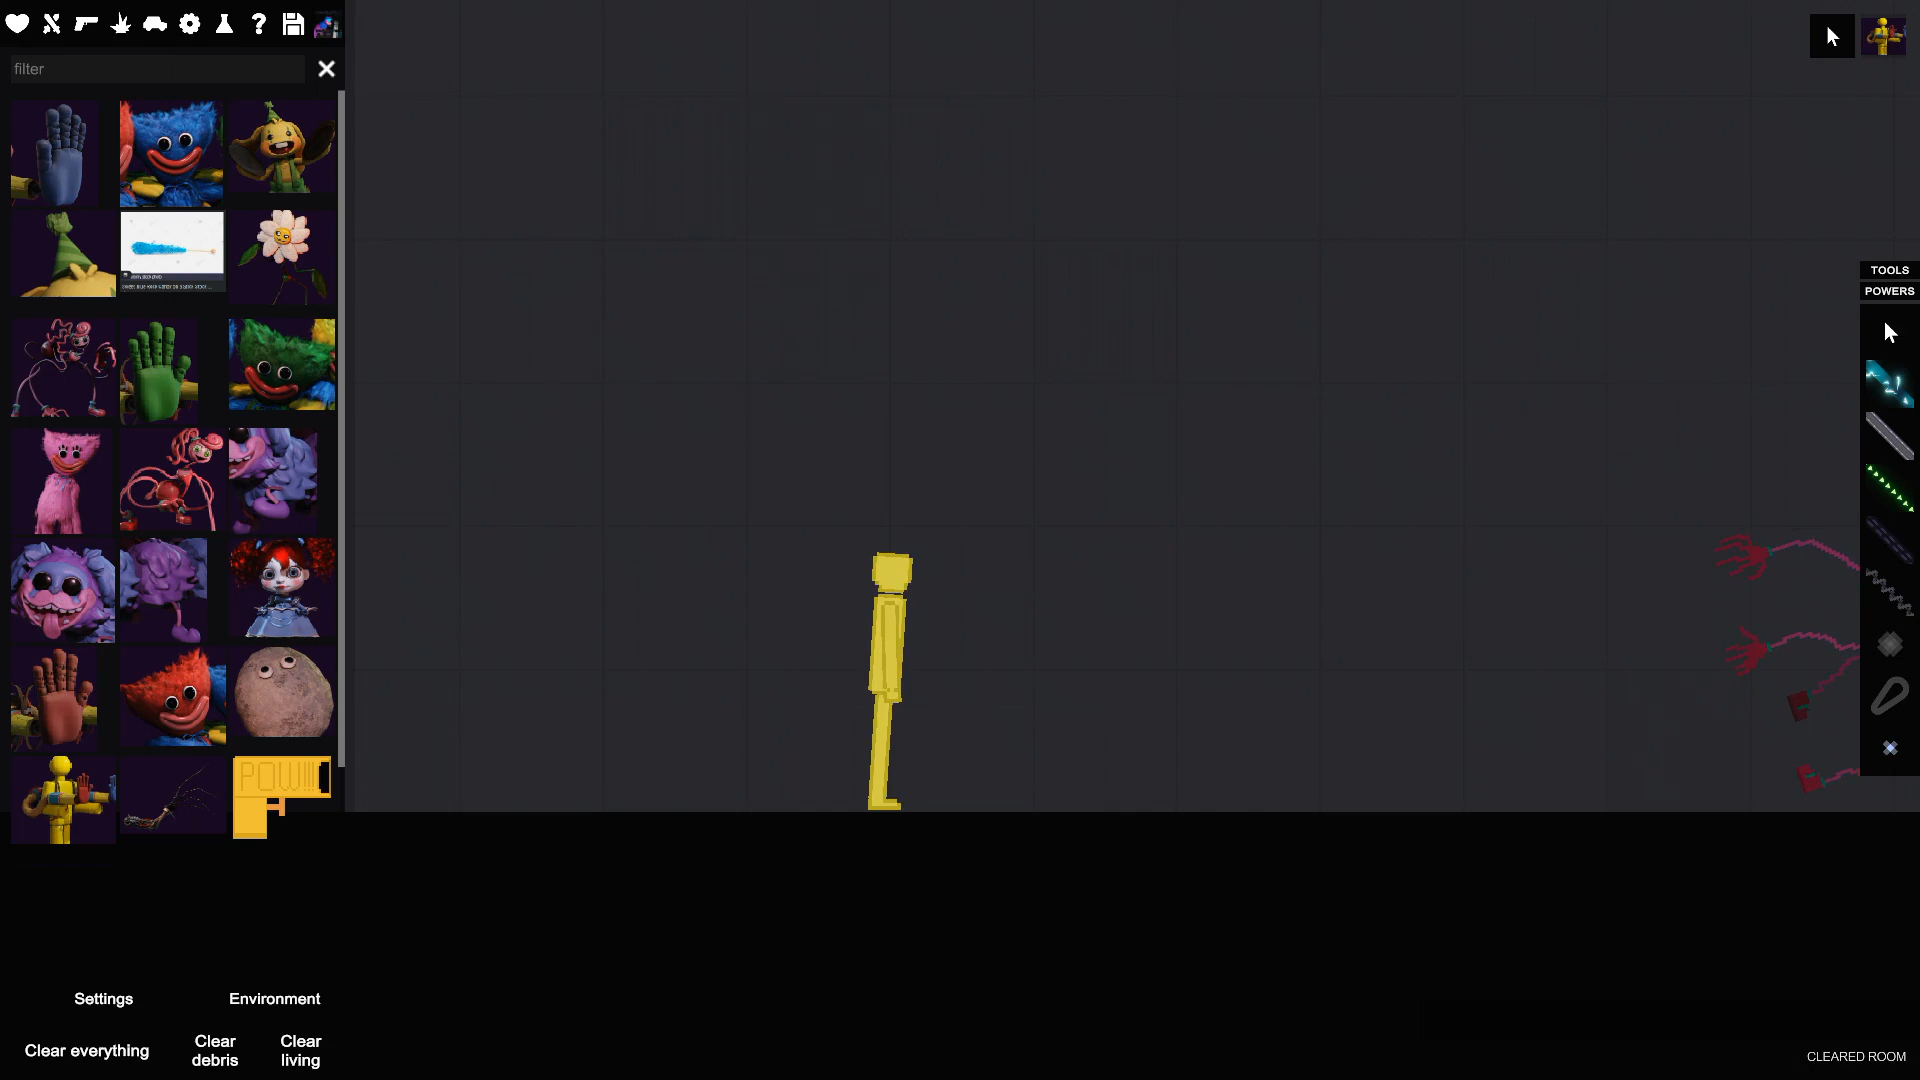 filter
TOOLS
POWERS
POW!!!
Settings
Environment
Clear everything
Clear
debris
Clear
living
CLEARED ROOM